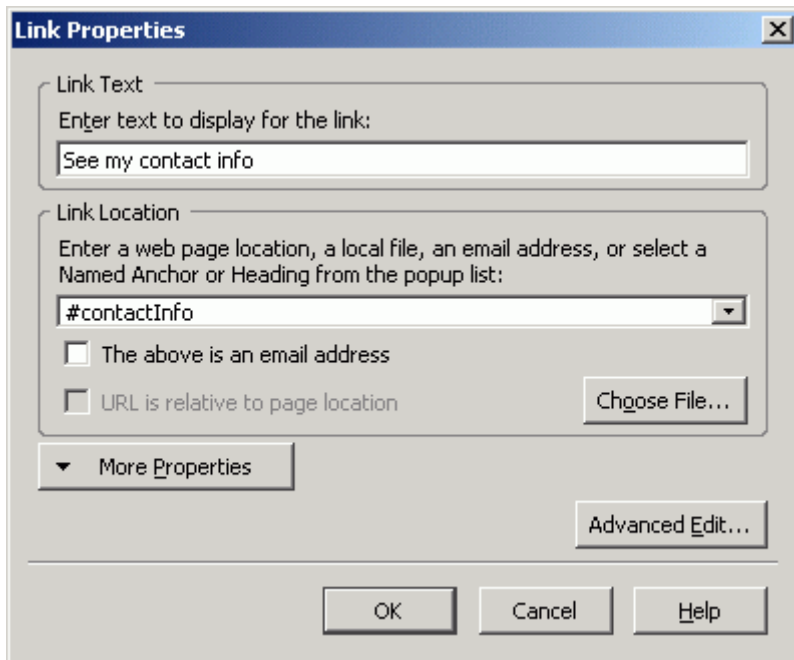 Link Properties
Link Text
Enter text to display for the link:
See my contact info
Link Location
Enter a web page location, a local file, an email address, or select a
Named Anchor or Heading from the popup list:
#contactInfo
The above is an email address
URL is relative to page location
Choose File...
More Properties
Advanced Edit...
OK Cancel Help